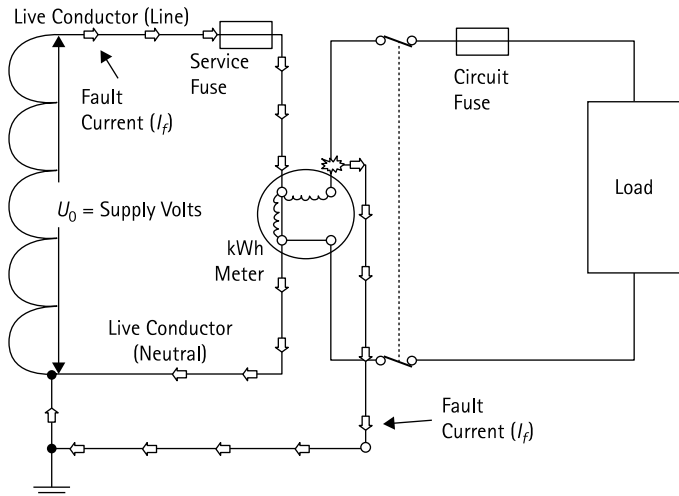 Live Conductor (Line)
Service
Fuse
Fault
Current (If)
Circuit
Fuse
Load
U0 = Supply Volts
kWh
Meter
Live Conductor
(Neutral)
Fault
Current (If)